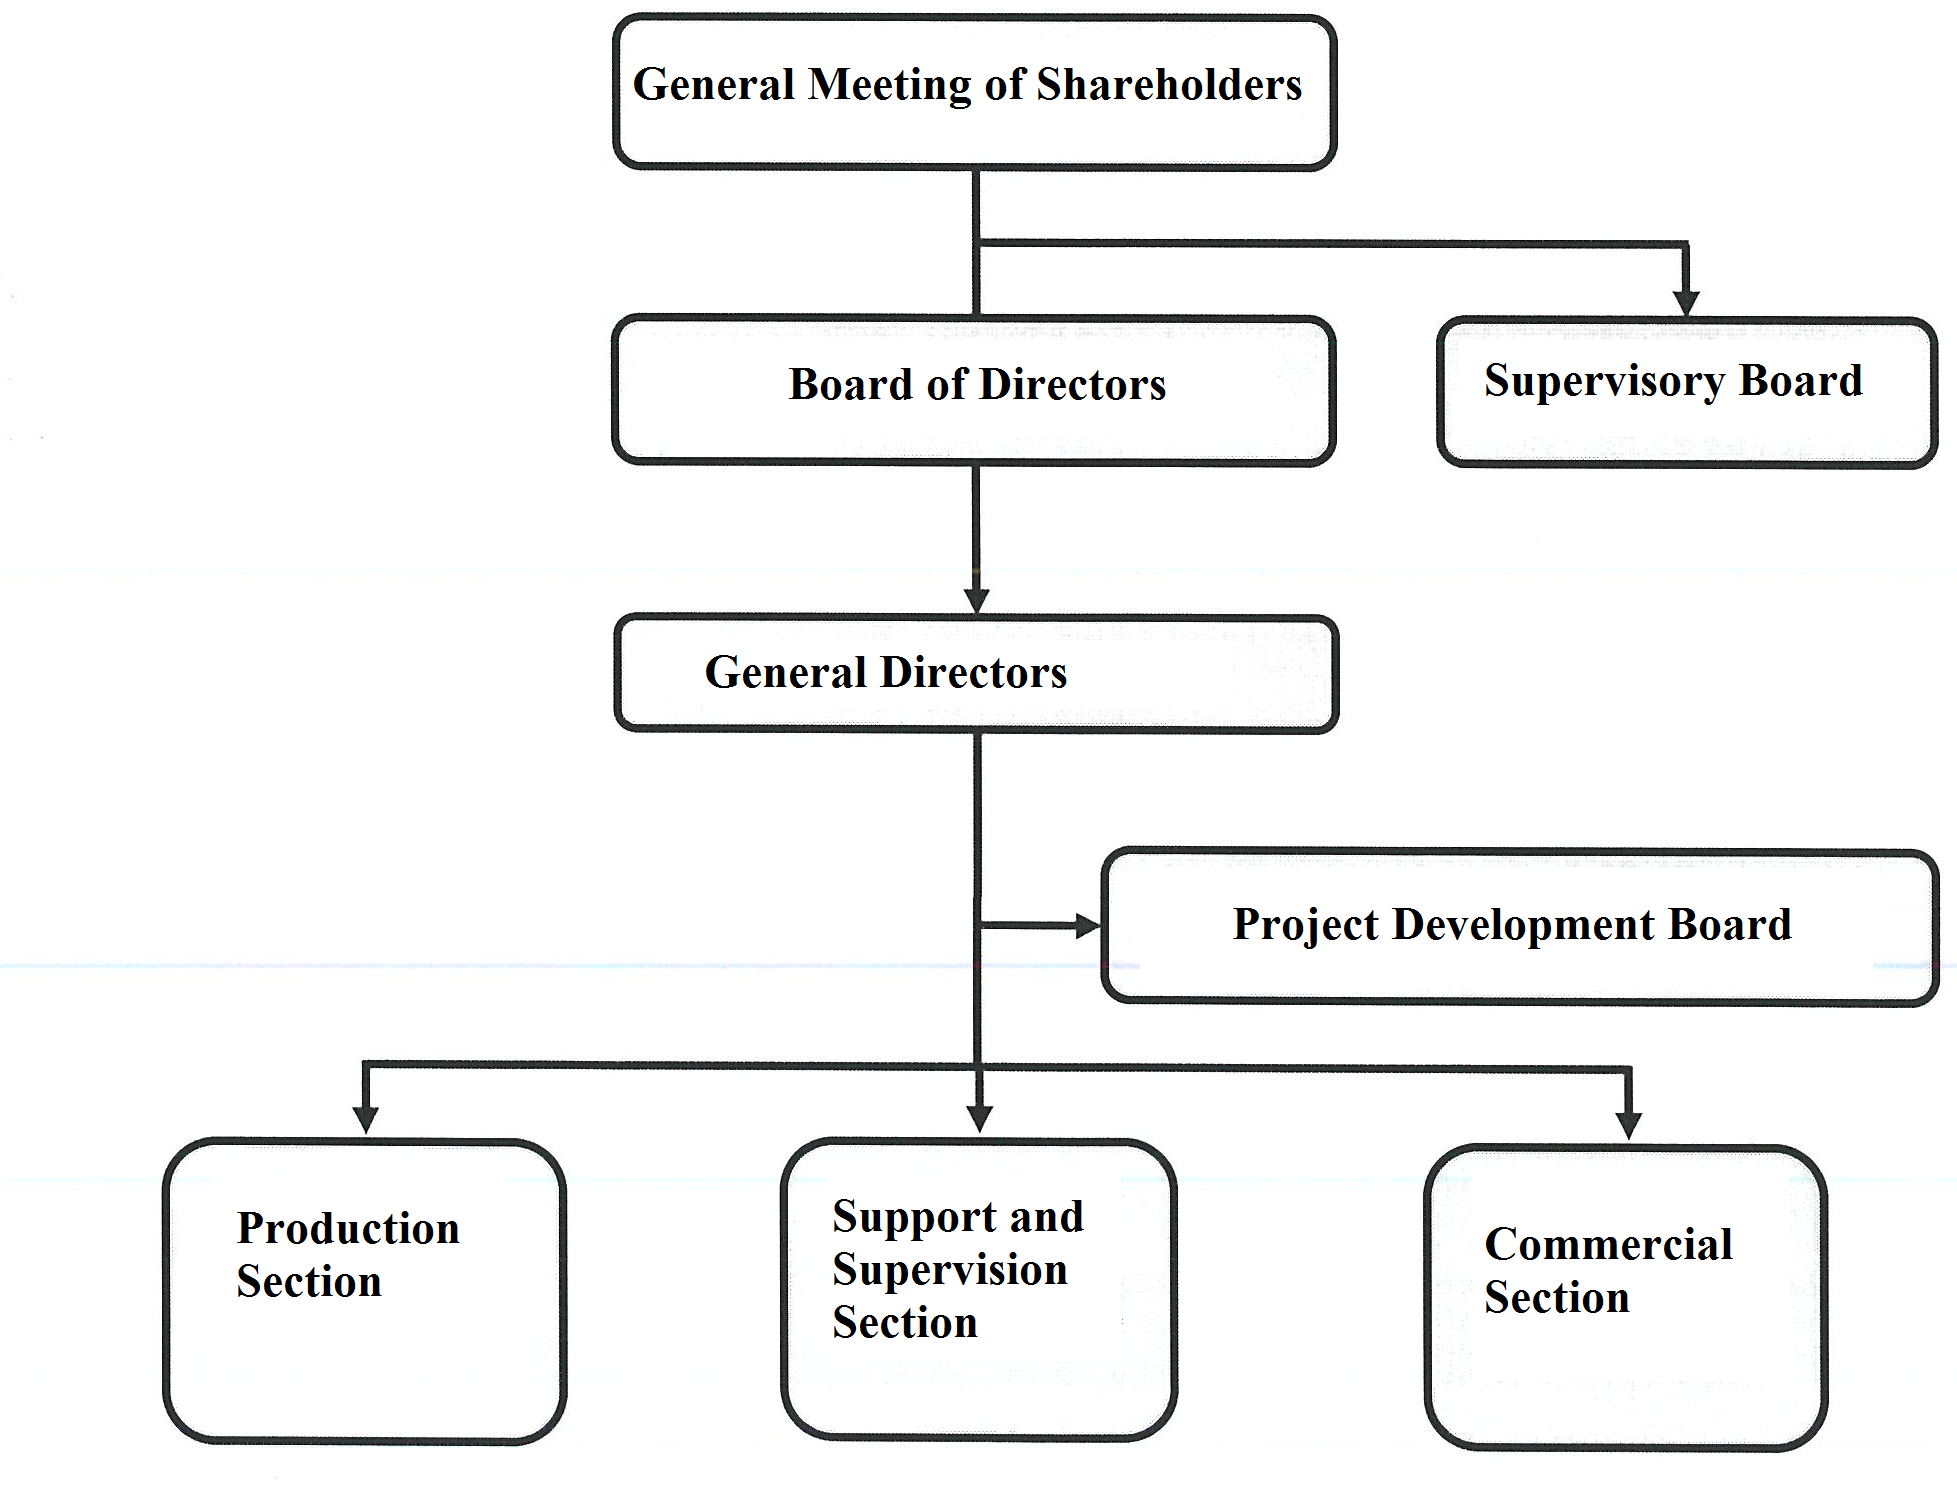 General Meeting of Shareholders
Board of Directors
Supervisory Board
General Directors
Project Development Board
Production
Section
Support and
Supervision
Section
Commercial
Section